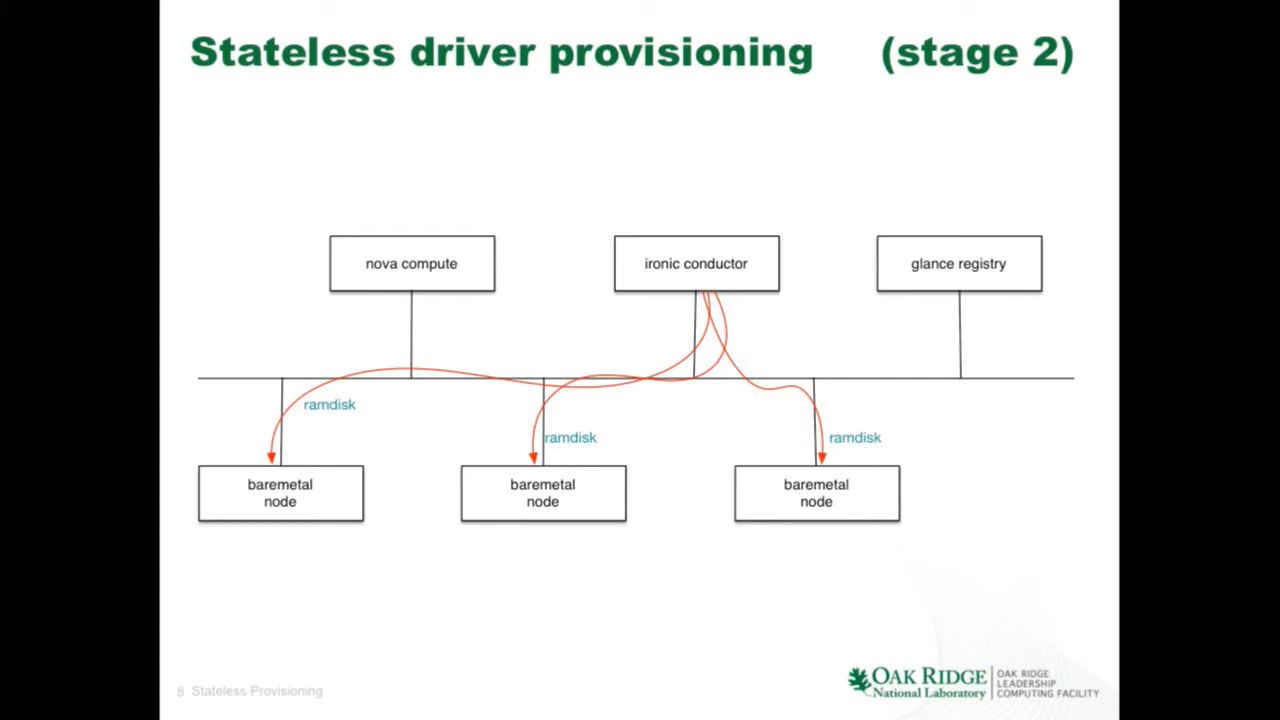 Stateless driver provisioning (stage 2)
nova compute
ironic conductor
glance registry
ramdisk
ramdisk
ramdisk
baremetal
node
baremetal
node
baremetal
node
8 Stateless Provisioning
OAK RIDGE
National Laboratory
OAK RIDGE
LEADERSHIP
COMPUTING FACILITY